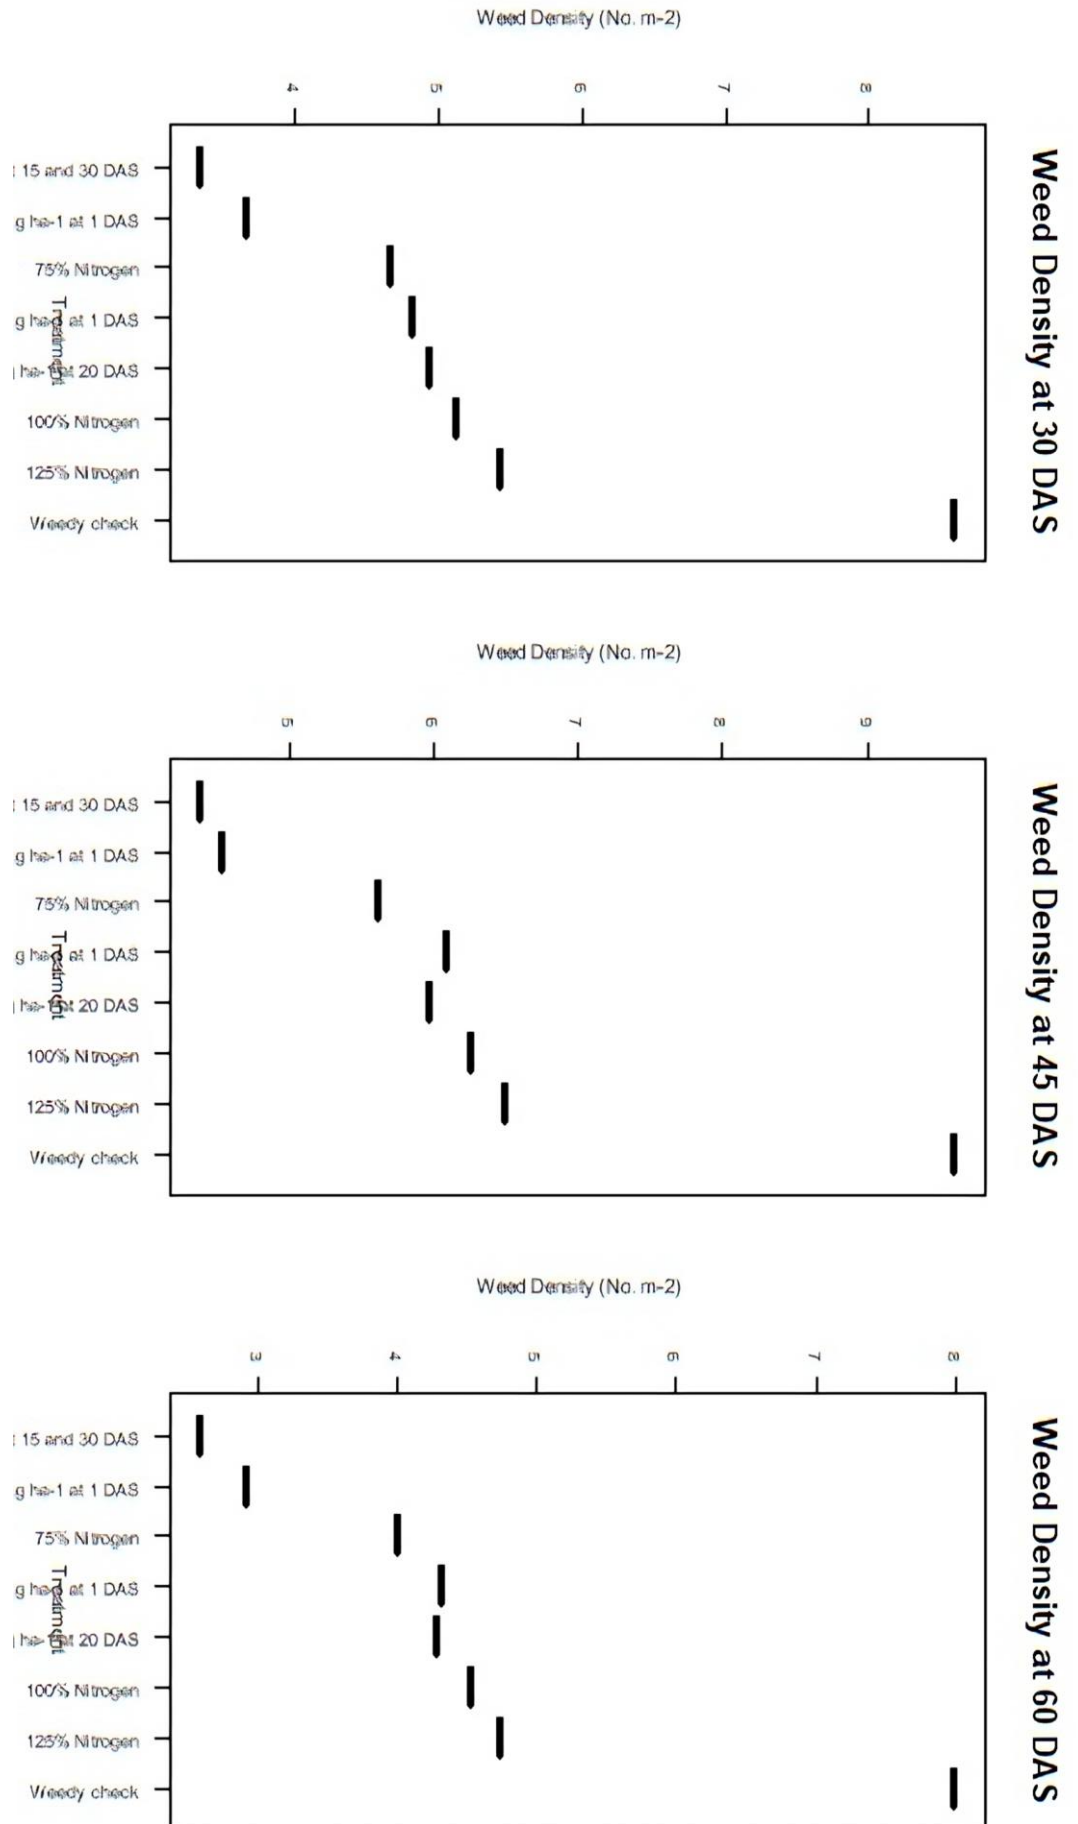 Weed Density at 30 DAS
Weed Density (No. m-2)
4
5
6
7
8
15 and 30 DAS
g ha-1 at 1 DAS
75% Nitrogen
g ha-1 at 1 DAS
ha-1 at 20 DAS
100% Nitrogen
125% Nitrogen
Weedy check
Treatment
Weed Density at 45 DAS
Weed Density (No. m-2)
5
6
7
8
9
15 and 30 DAS
g ha-1 at 1 DAS
75% Nitrogen
g ha-1 at 1 DAS
ha-1 at 20 DAS
100% Nitrogen
125% Nitrogen
Weedy check
Treatment
Weed Density at 60 DAS
Weed Density (No. m-2)
3
4
5
6
7
8
15 and 30 DAS
g ha-1 at 1 DAS
75% Nitrogen
g ha-1 at 1 DAS
ha-1 at 20 DAS
100% Nitrogen
125% Nitrogen
Weedy check
Treatment